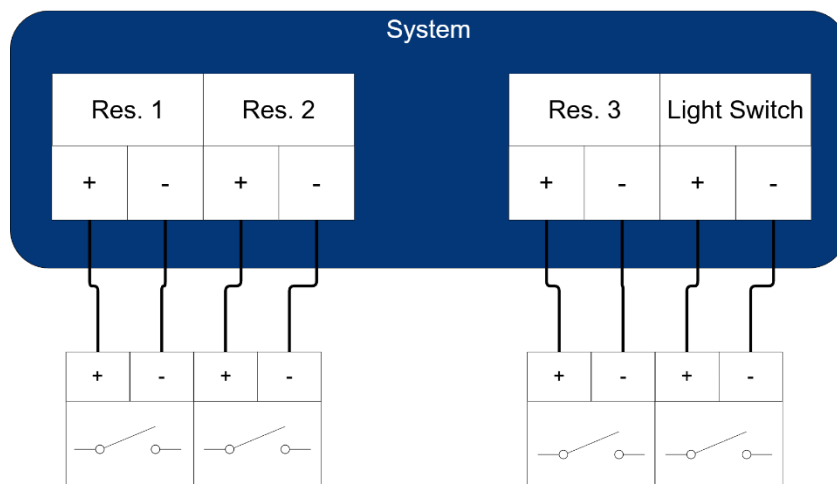 System
Res. 1 Res. 2 Res. 3 Light Switch
+ - + - + - + -
+ - + - + - + -